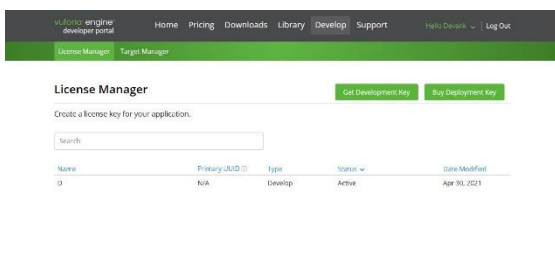 vuforia engine
developer portal
Home Pricing Downloads Library Develop Support
Hello Devank Log Out
License Manager Target Manager
License Manager
Get Development Key Buy Deployment Key
Create a license key for your application.
Search
Name Primary UUID Type Status Date Modified
D N/A Develop Active Apr 30, 2021